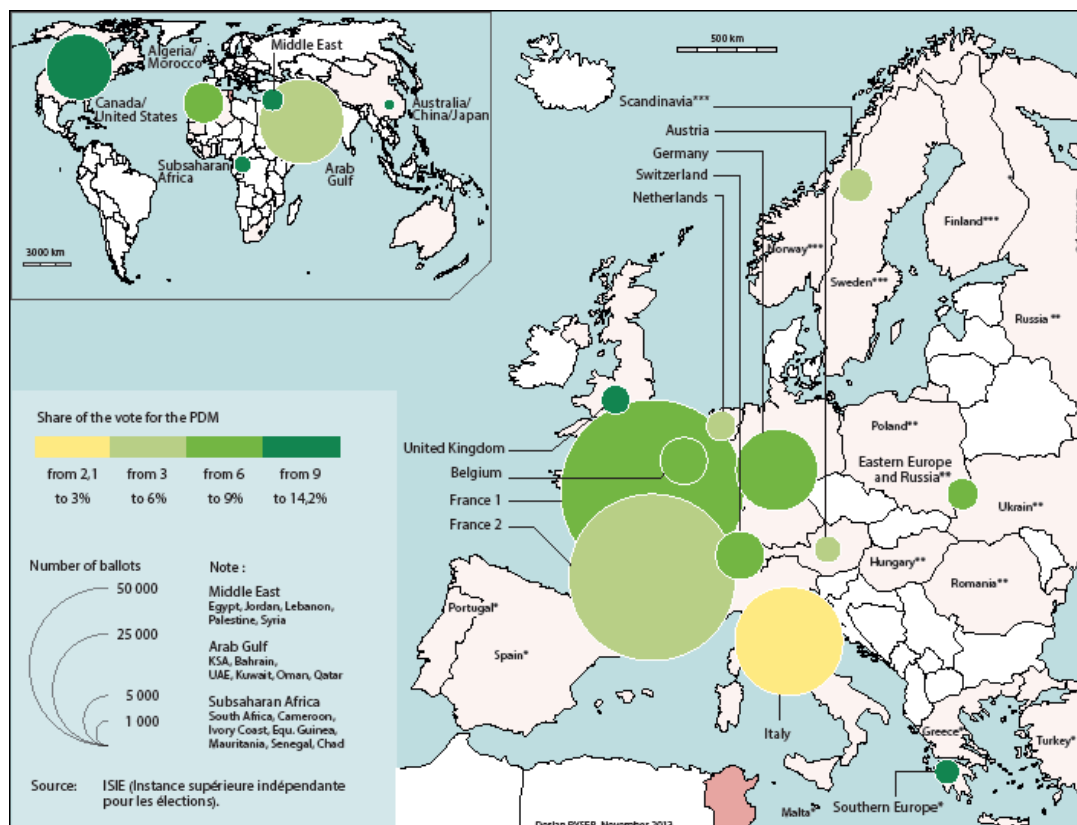 Middle East
Algeria/
Morocco
Canada/
United States
Australia/
China/Japan
Subsaharan
Africa
Arab
Gulf
3000 km
500 km
Scandinavia***
Austria
Germany
Switzerland
Netherlands
Finland***
Norway***
Sweden***
Russia **
Share of the vote for the PDM
from 2,1
to 3%
from 3
to 6%
from 6
to 9%
from 9
to 14,2%
United Kingdom
Belgium
France 1
France 2
Poland**
Eastern Europe
and Russia**
Ukrain**
Hungary**
Romania**
Portugal*
Spain*
Italy
Greece*
Turkey*
Malta*
Southern Europe*
Number of ballots
50 000
25 000
5 000
1 000
Note :
Middle East
Egypt, Jordan, Lebanon,
Palestine, Syria
Arab Gulf
KSA, Bahrain,
UAE, Kuwait, Oman, Qatar
Subsaharan Africa
South Africa, Cameroon,
Ivory Coast, Equ. Guinea,
Mauritania, Senegal, Chad
Source: ISIE (Instance supérieure indépendante
pour les élections).
November 2013